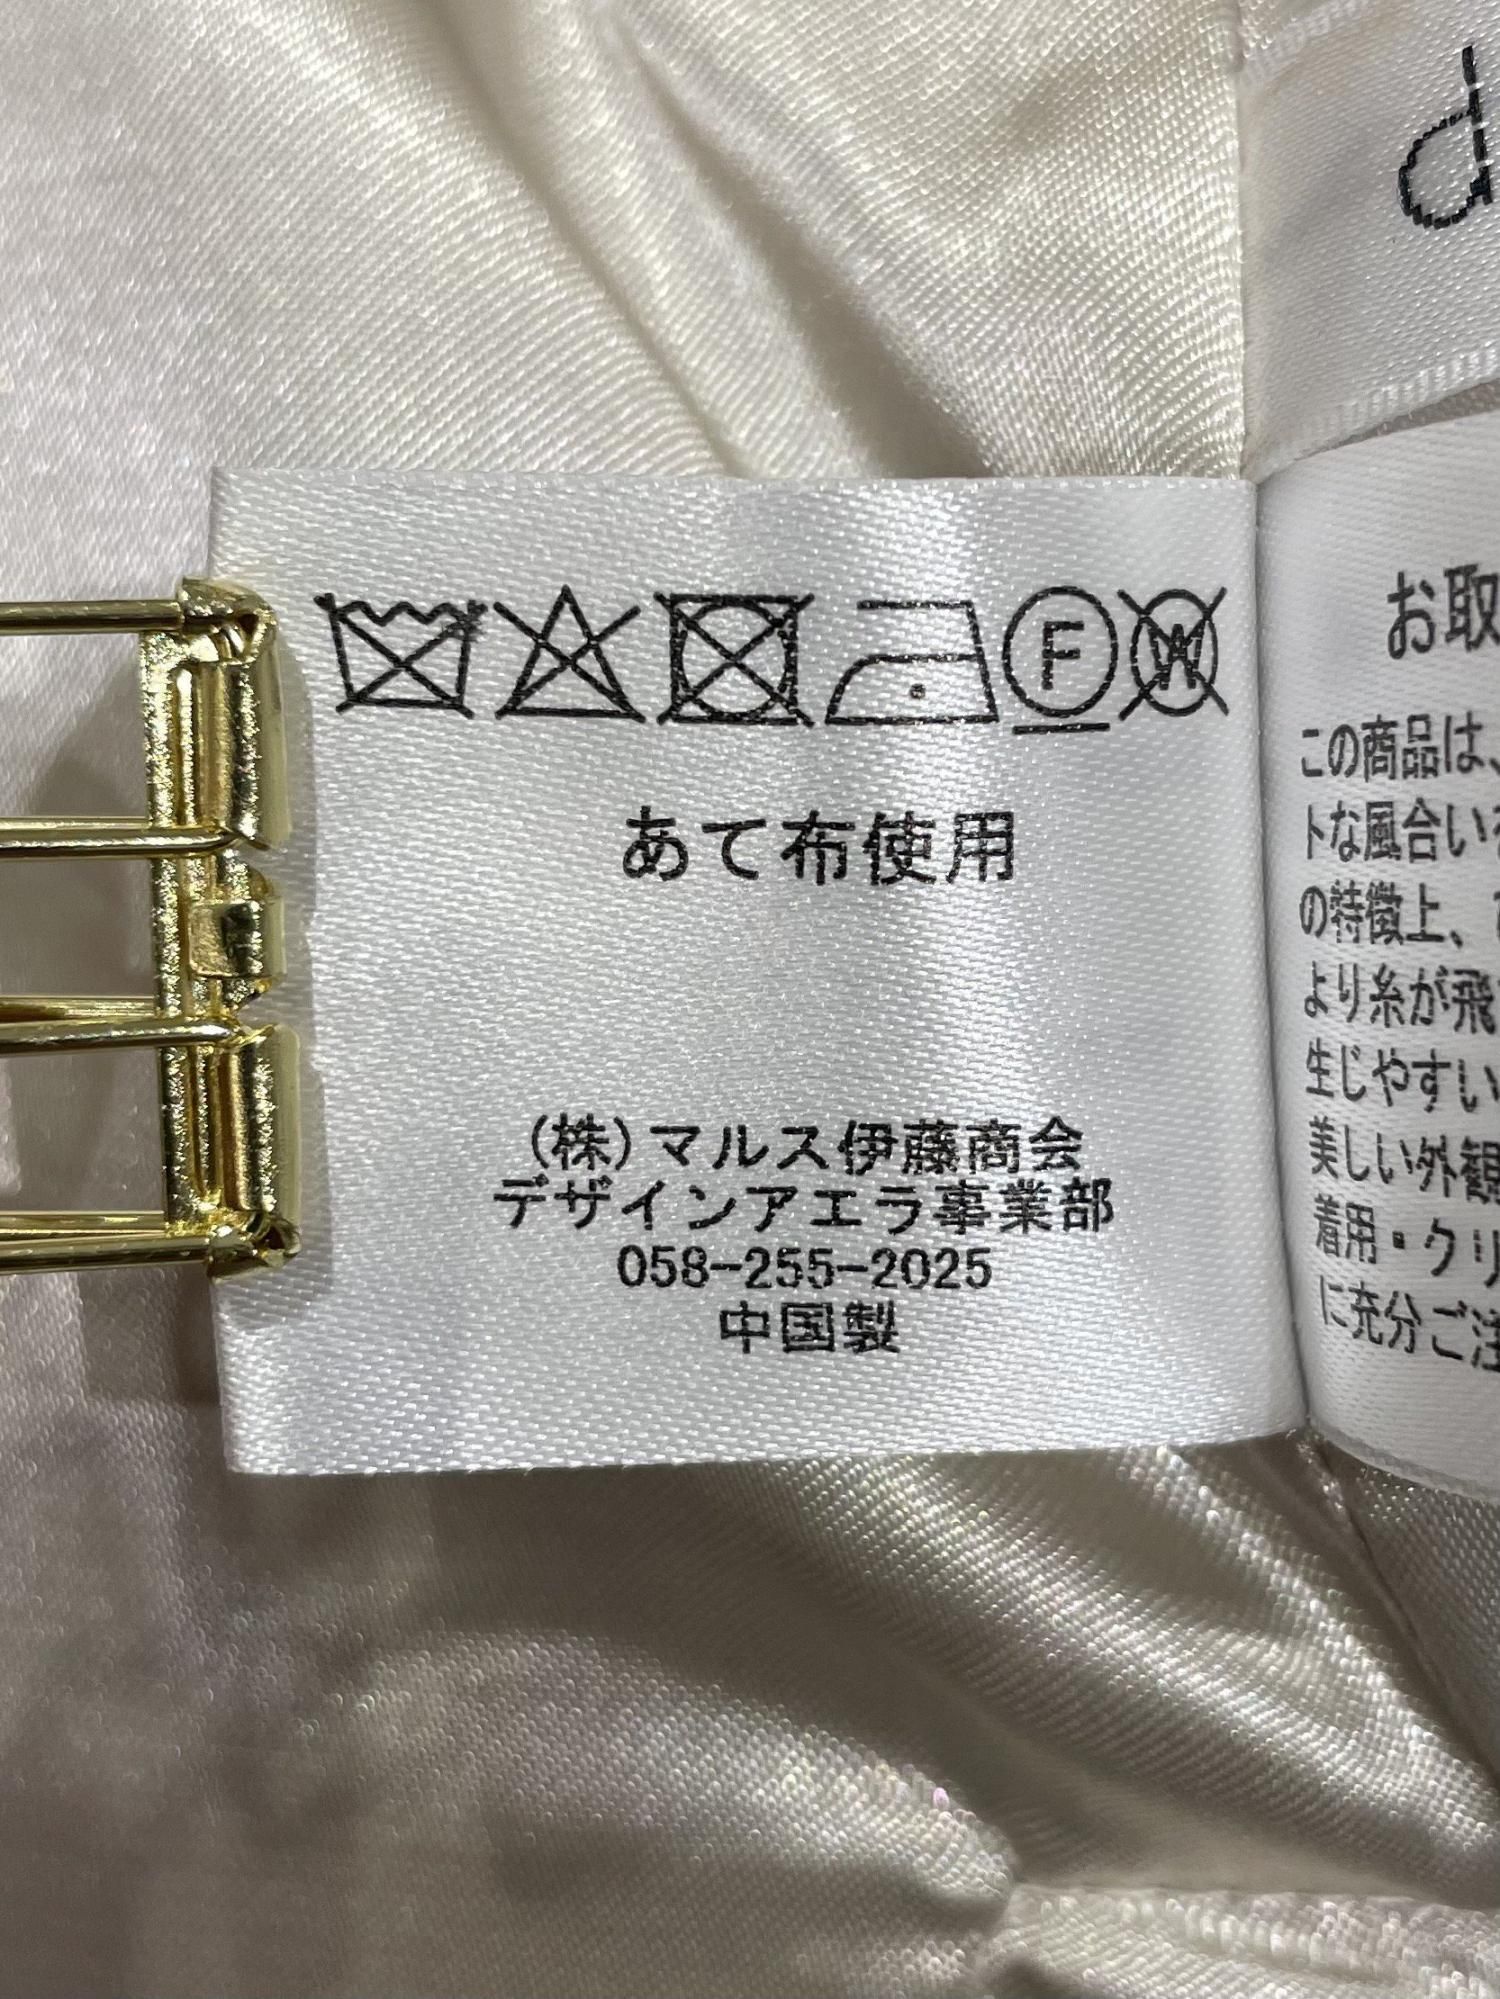 d
F W
あて布使用
(株)マルス伊藤商会
デザインアエラ事業部
058-255-2025
中国製
お取
この商品は、
トな風合い
の特徴上、
より糸が飛
生じやすい
美しい外観
着用・クリ
に充分ご注